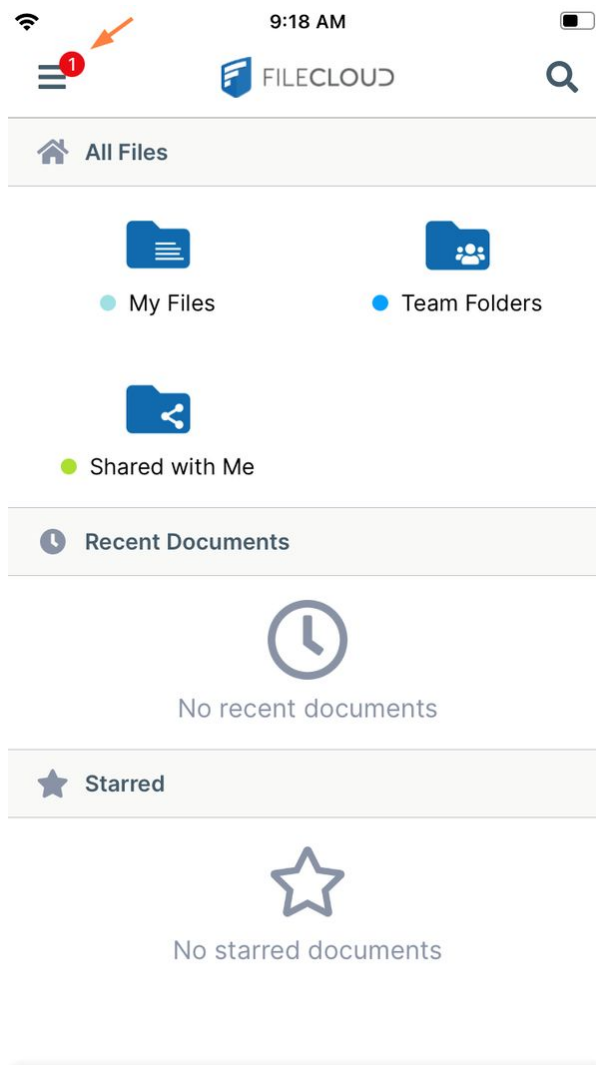 9:18 AM
1
FILECLOUD
All Files
My Files
Team Folders
Shared with Me
Recent Documents
No recent documents
Starred
No starred documents